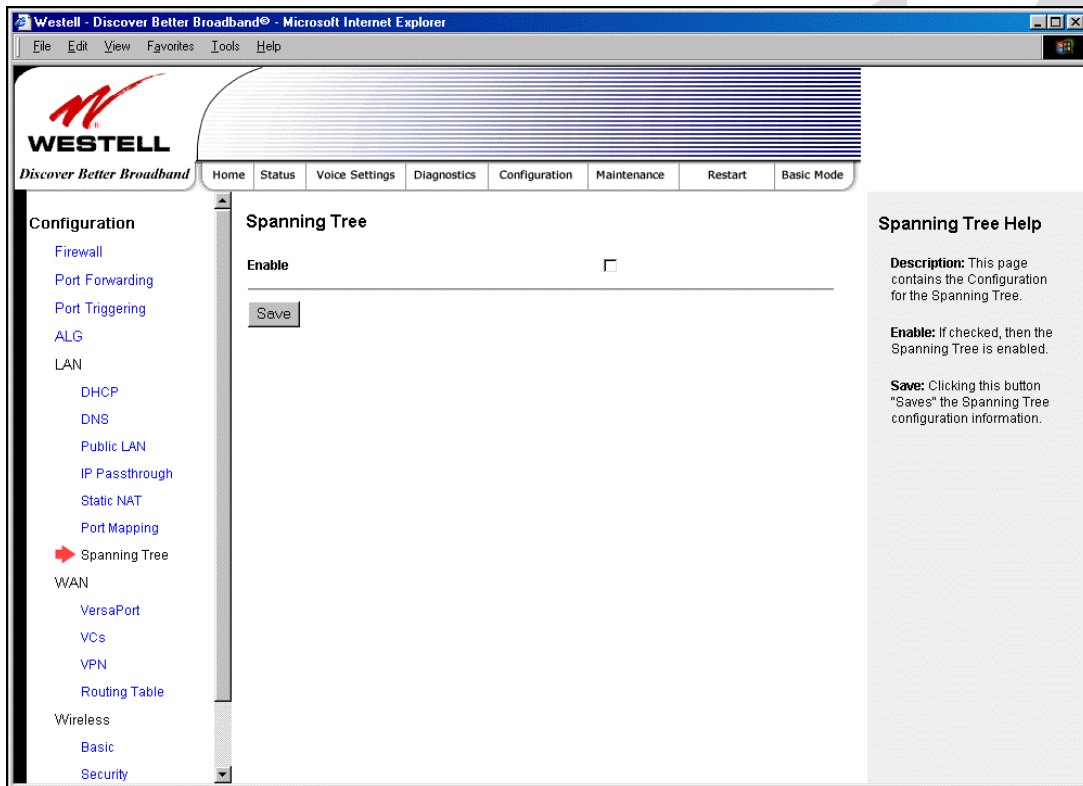 Westell - Discover Better Broadband® - Microsoft Internet Explorer
File Edit View Favorites Tools Help
WESTELL
®
Discover Better Broadband
Home Status Voice Settings Diagnostics Configuration Maintenance Restart Basic Mode
Configuration
Firewall
Port Forwarding
Port Triggering
ALG
LAN
DHCP
DNS
Public LAN
IP Passthrough
Static NAT
Port Mapping
Spanning Tree
WAN
VersaPort
VCs
VPN
Routing Table
Wireless
Basic
Security
Spanning Tree
Enable
Save
Spanning Tree Help
Description: This page
contains the Configuration
for the Spanning Tree.
Enable: If checked, then the
Spanning Tree is enabled.
Save: Clicking this button
"Saves" the Spanning Tree
configuration information.